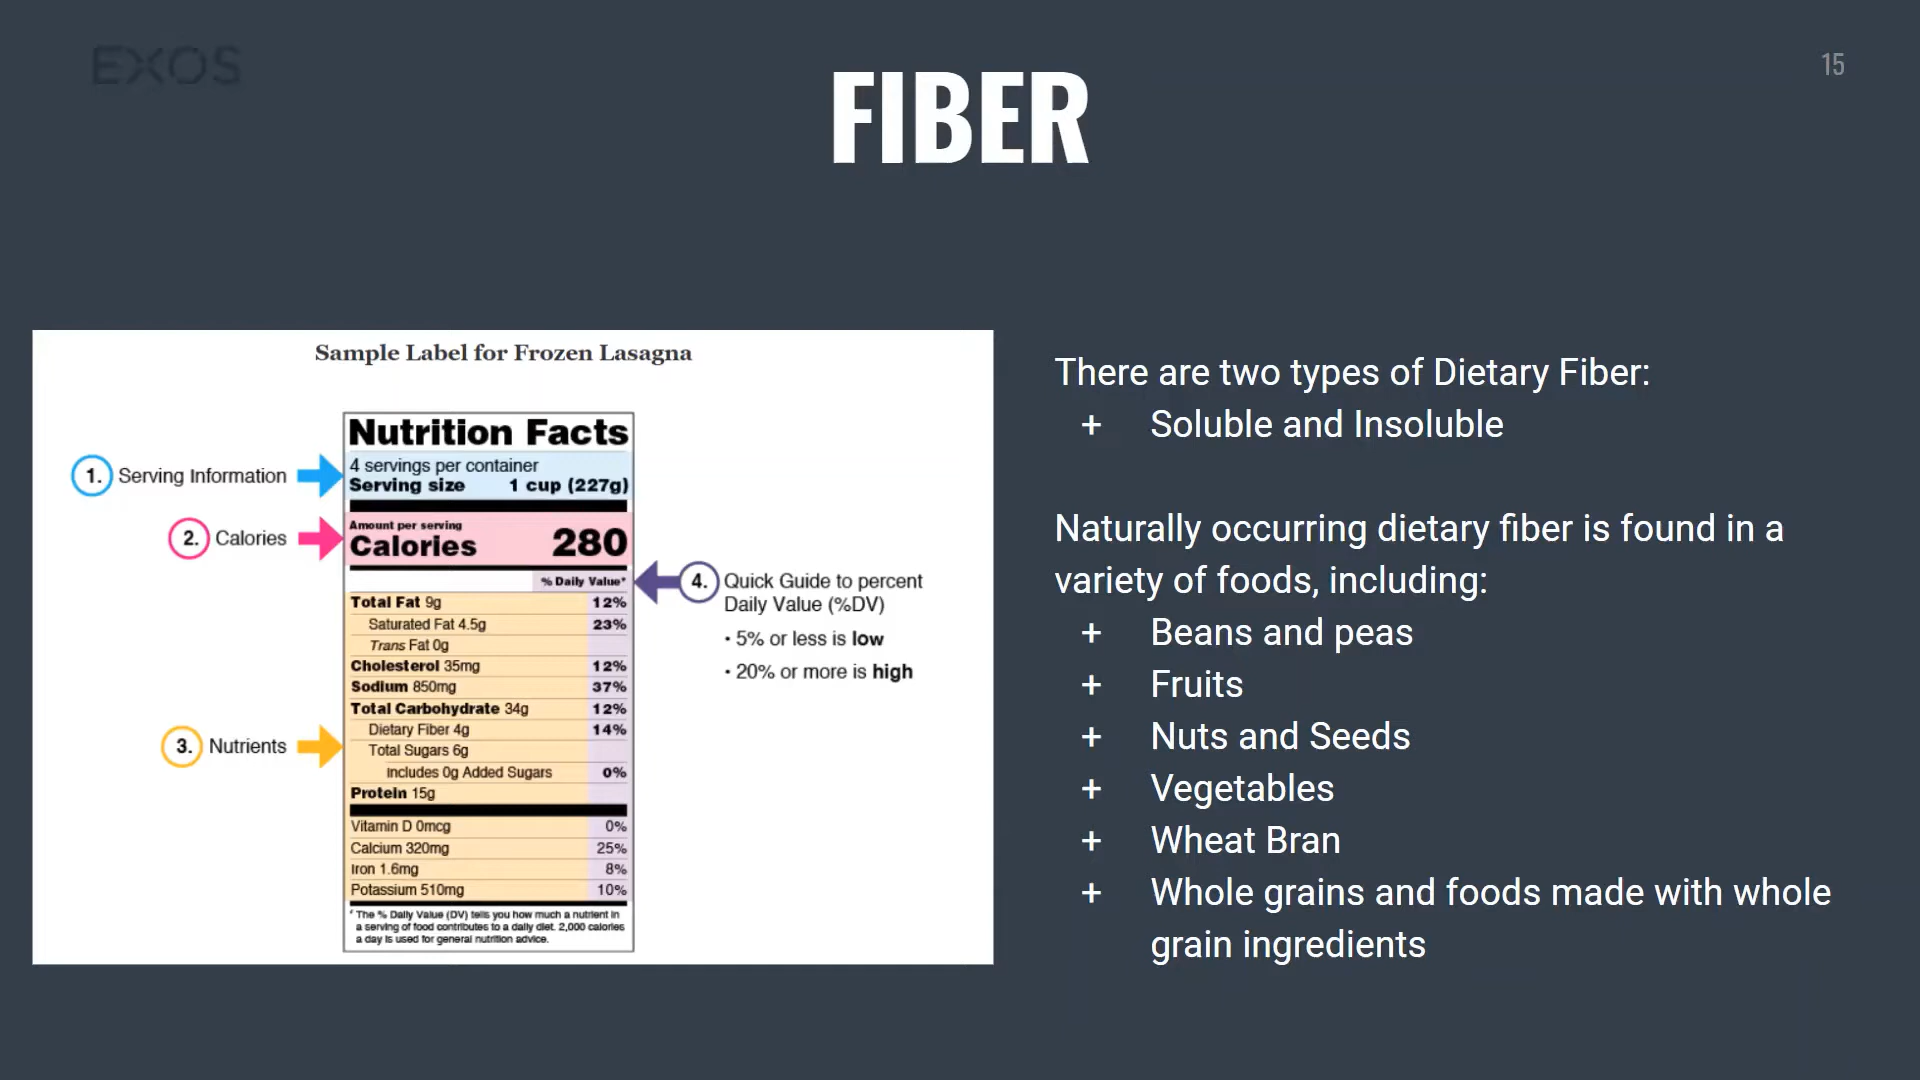 EXOS
15
FIBER
Sample Label for Frozen Lasagna
Nutrition Facts
4 servings per container
Serving size 1 cup (227g)
1. Serving Information
Amount per serving
Calories 280
2. Calories
% Daily Value*
Total Fat 9g 12%
Saturated Fat 4.5g 23%
Trans Fat 0g
Cholesterol 35mg 12%
Sodium 850mg 37%
Total Carbohydrate 34g 12%
Dietary Fiber 4g 14%
Total Sugars 6g
Includes 0g Added Sugars 0%
Protein 15g
3. Nutrients
Vitamin D 0mcg 0%
Calcium 320mg 25%
Iron 1.6mg 8%
Potassium 510mg 10%
* The % Daily Value (DV) tells you how much a nutrient in
a serving of food contributes to a daily diet. 2,000 calories
a day is used for general nutrition advice.
4. Quick Guide to percent
Daily Value (%DV)
• 5% or less is low
• 20% or more is high
There are two types of Dietary Fiber:
+ Soluble and Insoluble
Naturally occurring dietary fiber is found in a
variety of foods, including:
+ Beans and peas
+ Fruits
+ Nuts and Seeds
+ Vegetables
+ Wheat Bran
+ Whole grains and foods made with whole
grain ingredients